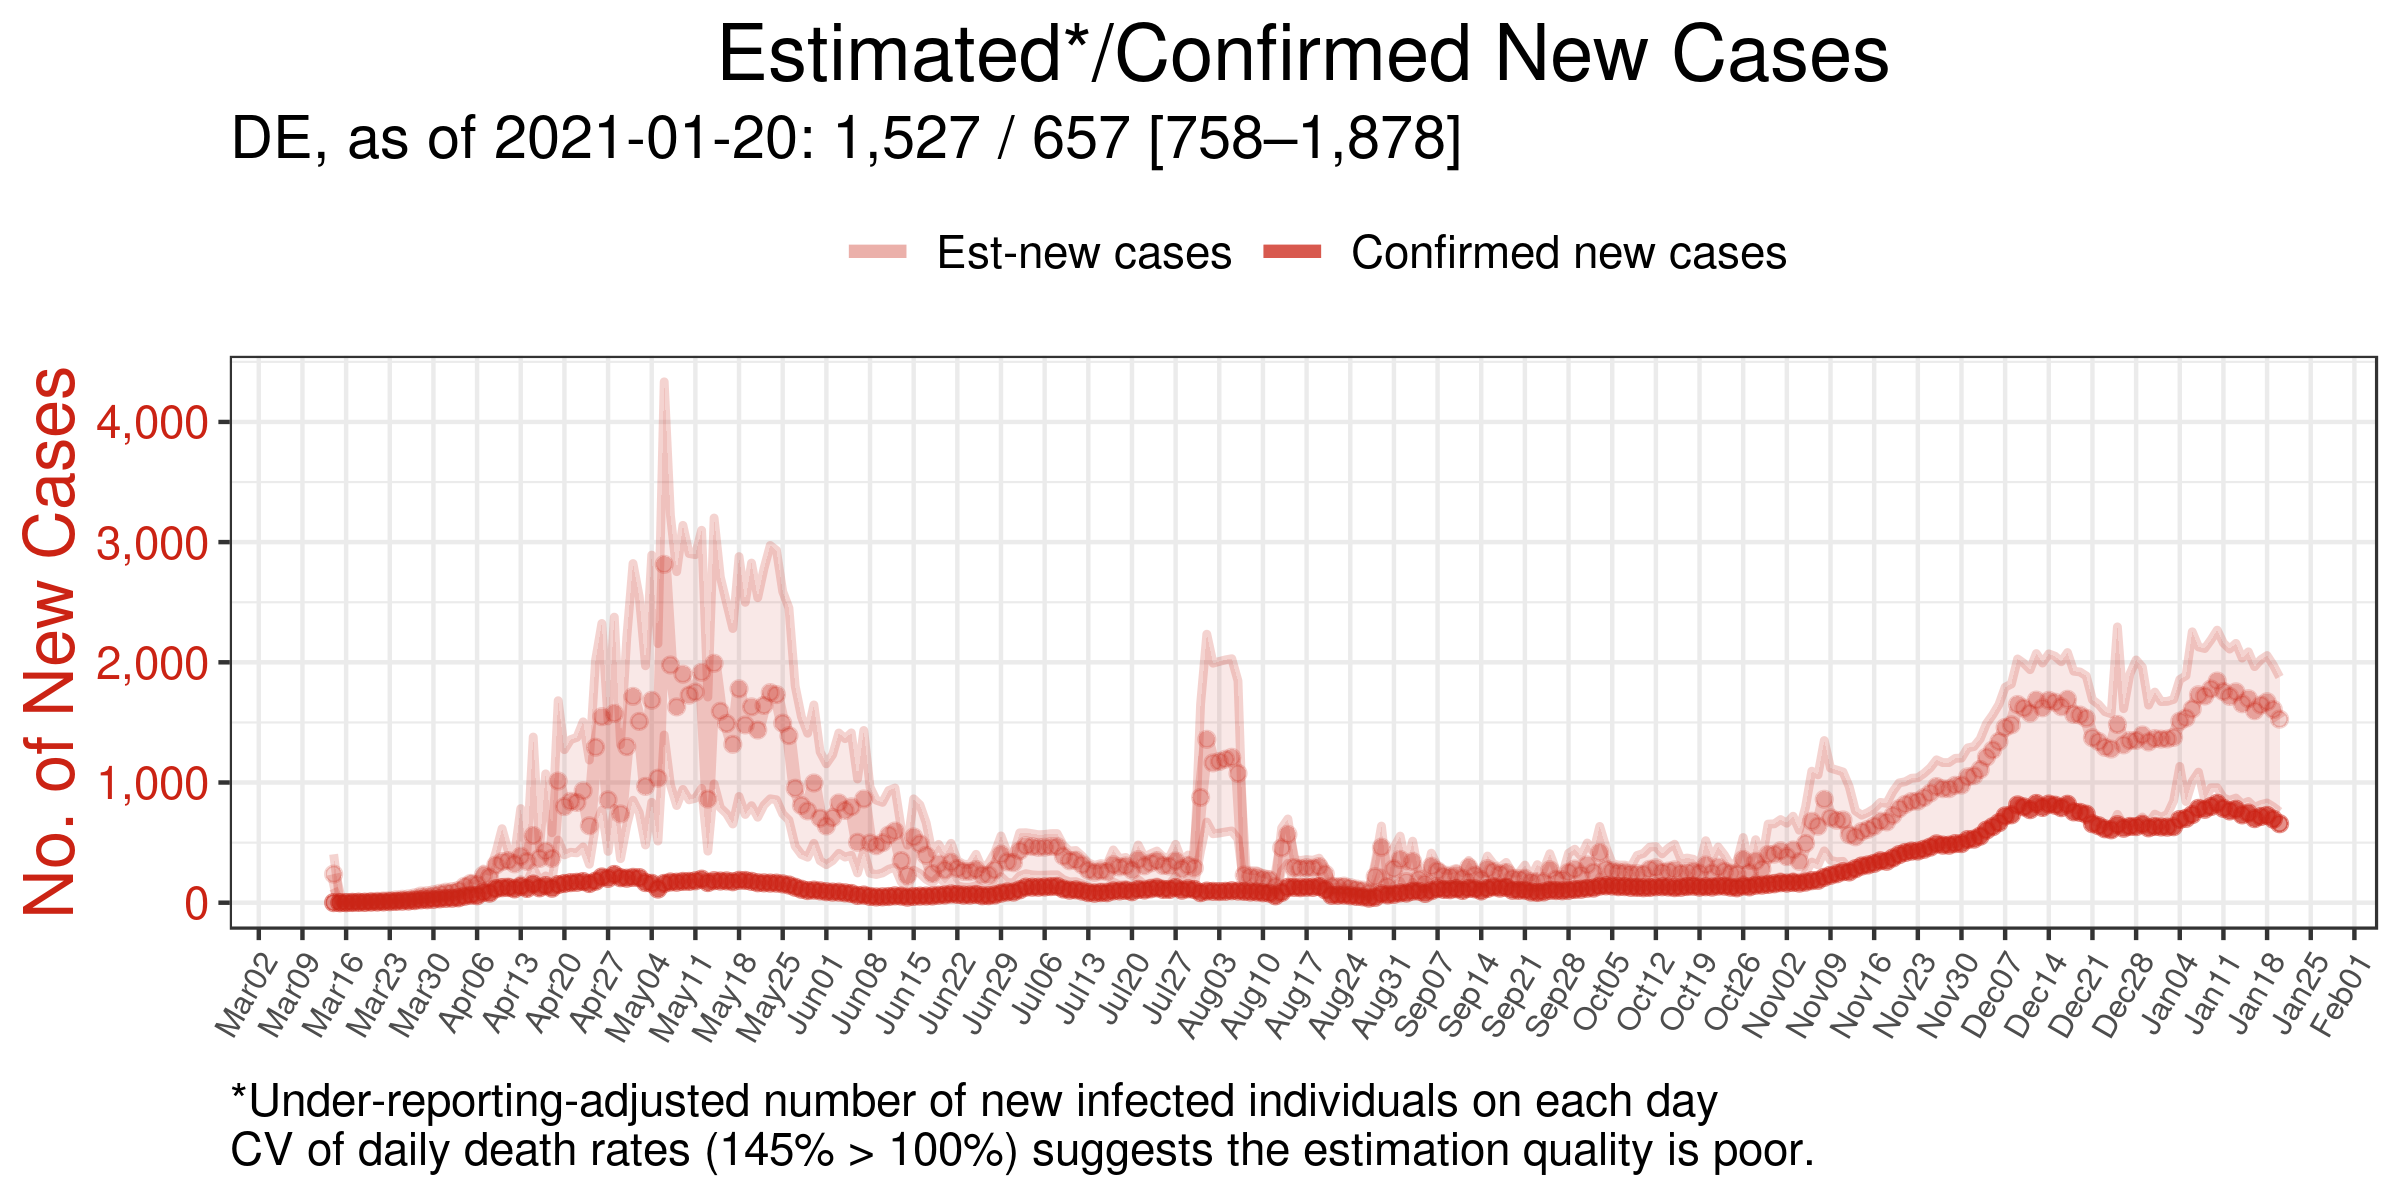 Estimated*/Confirmed New Cases
DE, as of 2021-01-20: 1,527 / 657 [758–1,878]
Est-new cases
Confirmed new cases
No. of New Cases
4,000
3,000
2,000
1,000
0
Mar02
Mar09
Mar16
Mar23
Mar30
Apr06
Apr13
Apr20
Apr27
May04
May11
May18
May25
Jun01
Jun08
Jun15
Jun22
Jun29
Jul06
Jul13
Jul20
Jul27
Aug03
Aug10
Aug17
Aug24
Aug31
Sep07
Sep14
Sep21
Sep28
Oct05
Oct12
Oct19
Oct26
Nov02
Nov09
Nov16
Nov23
Nov30
Dec07
Dec14
Dec21
Dec28
Jan04
Jan11
Jan18
Jan25
Feb01
*Under-reporting-adjusted number of new infected individuals on each day
CV of daily death rates (145% > 100%) suggests the estimation quality is poor.